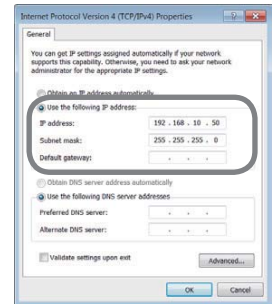 Internet Protocol Version 4 (TCP/IPv4) Properties
General
You can get IP settings assigned automatically if your network
supports this capability. Otherwise, you need to ask your network
administrator for the appropriate IP settings.
Obtain an IP address automatically
Use the following IP address:
IP address: 192 . 168 . 10 . 50
Subnet mask: 255 . 255 . 255 . 0
Default gateway: . . .
Obtain DNS server address automatically
Use the following DNS server addresses
Preferred DNS server: . . .
Alternate DNS server: . . .
Validate settings upon exit
Advanced...
OK Cancel